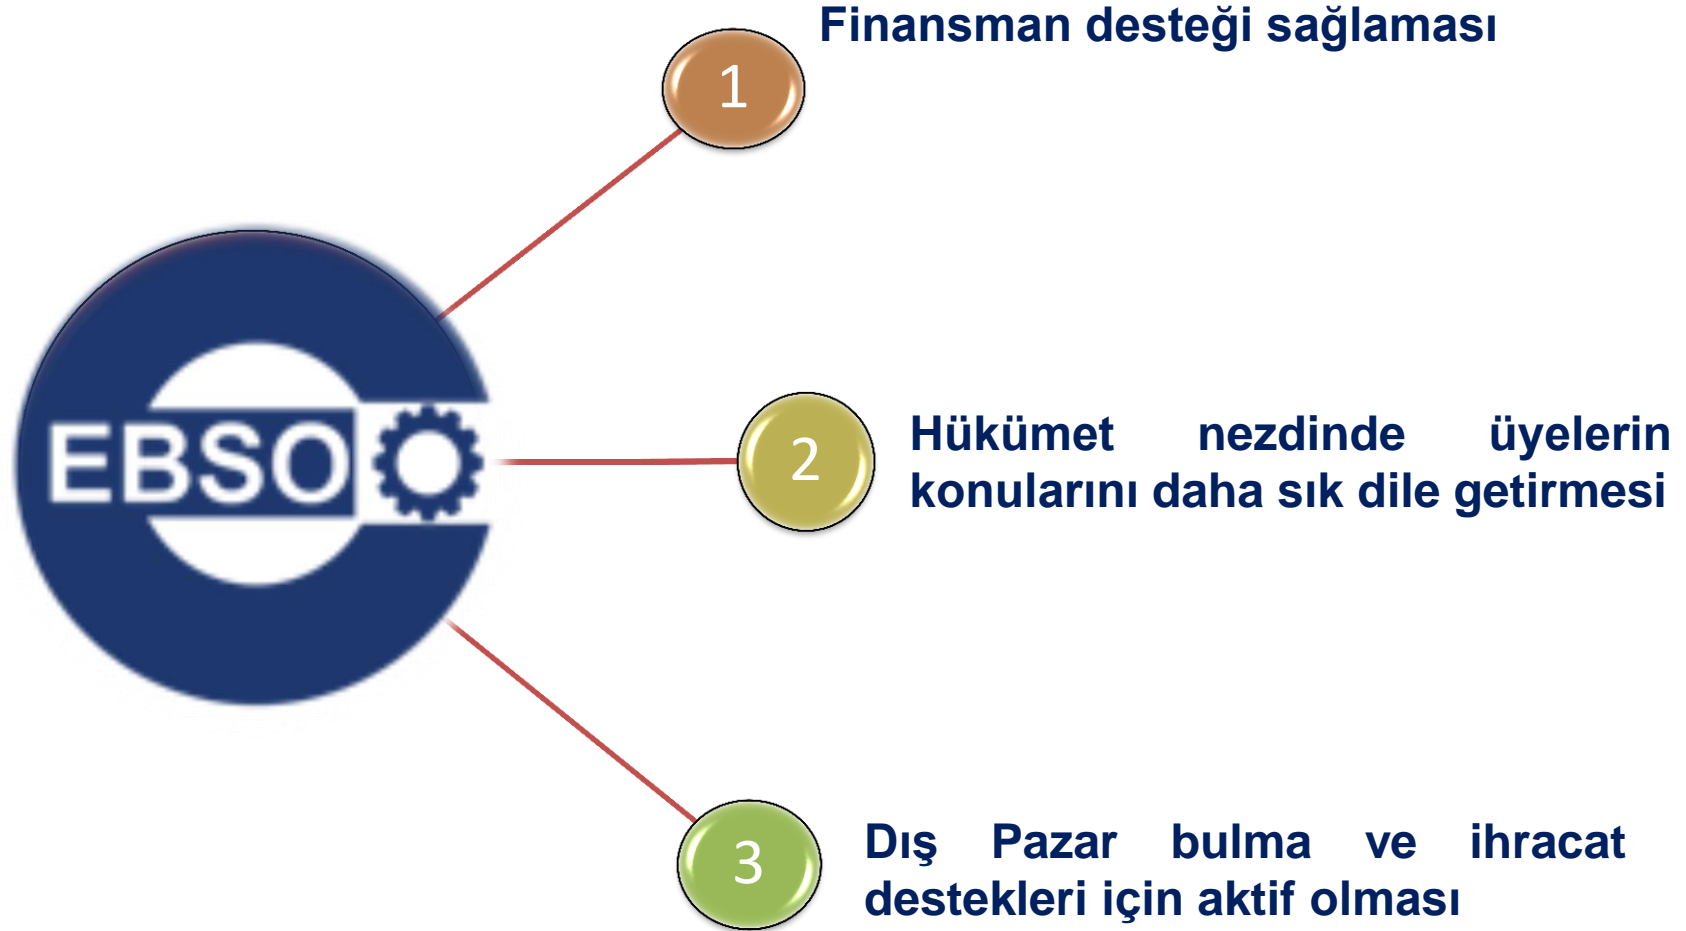 Finansman desteği sağlaması
1
EBSO
2
Hükümet nezdinde üyelerin
konularını daha sık dile getirmesi
3
Dış Pazar bulma ve ihracat
destekleri için aktif olması